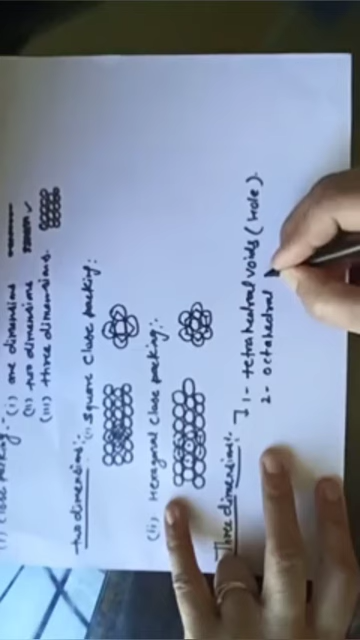 close packing:- (i) one dimension
(ii) two dimensions ✓
(iii) three dimensions.
two dimensions:- (i) square close packing:
(ii) Hexagonal close packing:-
Three dimensions:- 1- tetrahedral voids (Hole).
2- octahedral